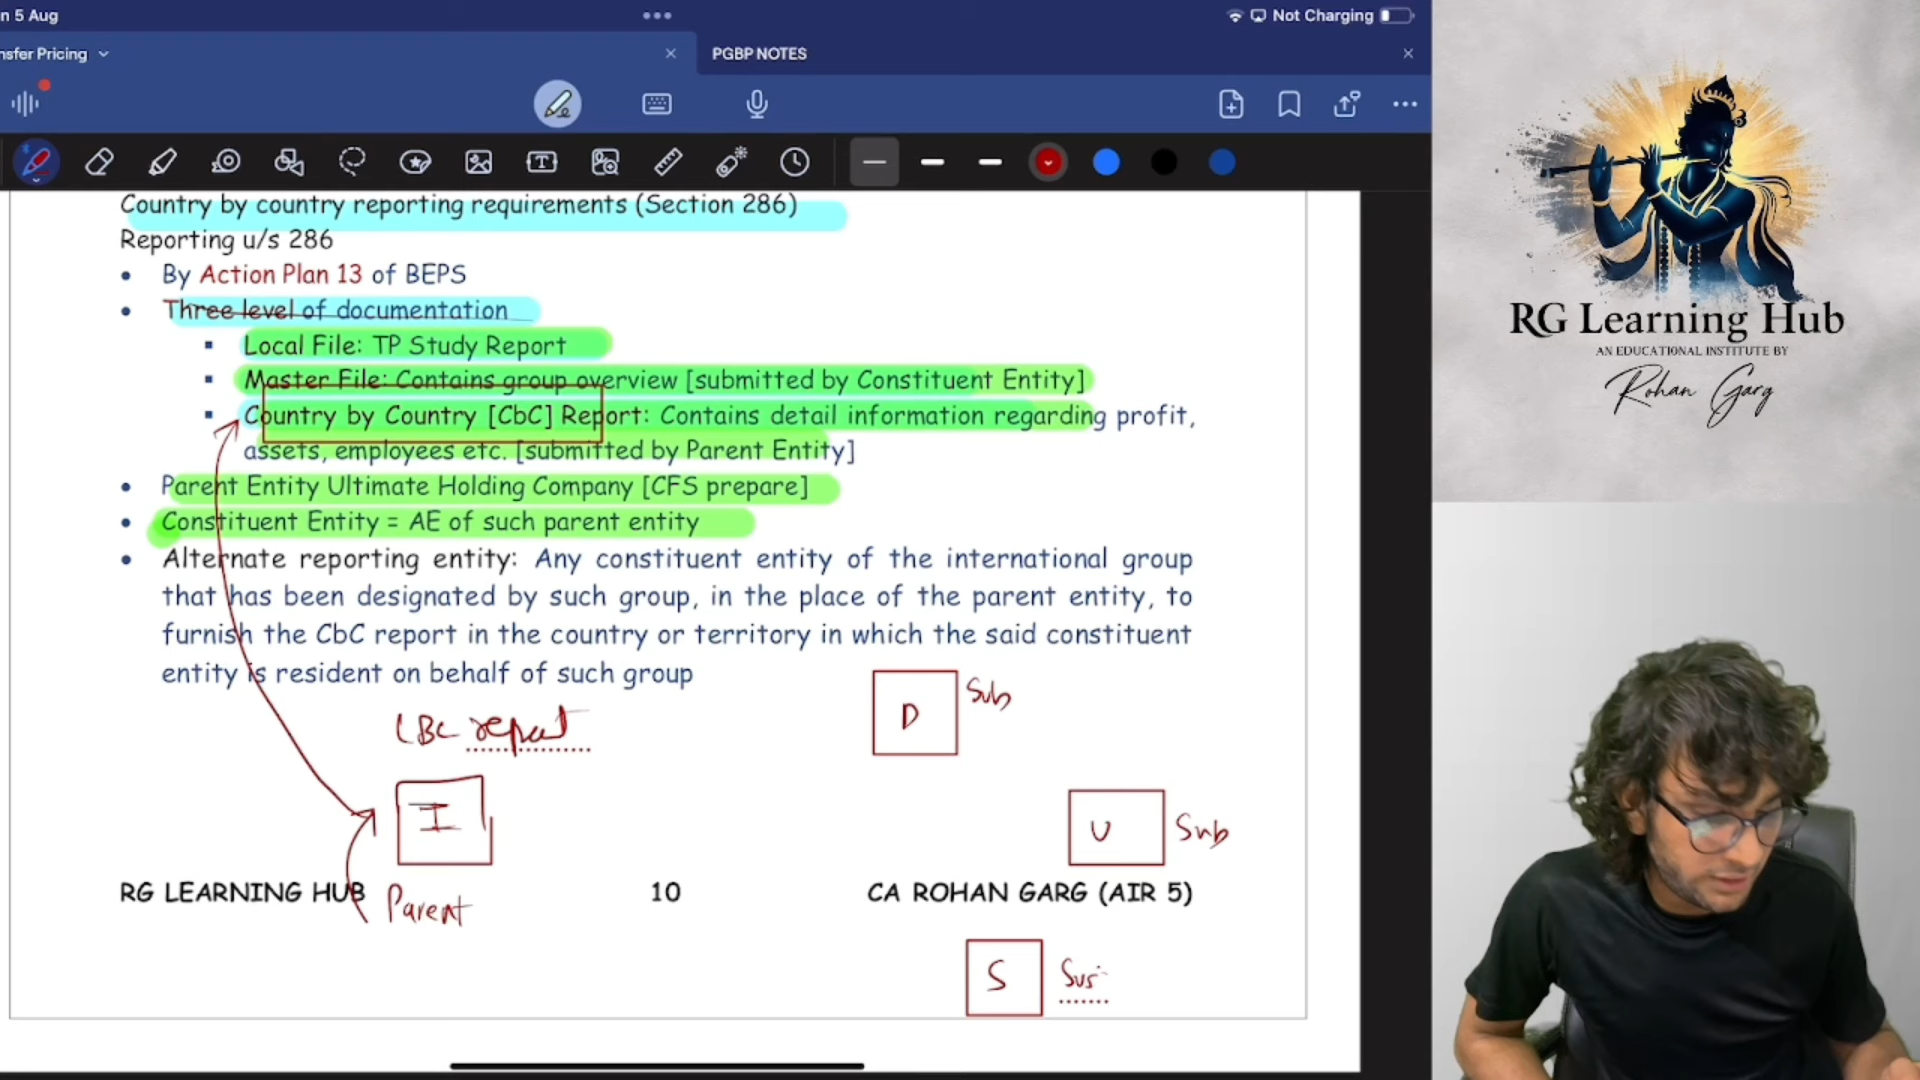 n 5 Aug
Not Charging
nsfer Pricing
PGBP NOTES
Country by country reporting requirements (Section 286)
Reporting u/s 286
• By Action Plan 13 of BEPS
• Three level of documentation
▪ Local File: TP Study Report
▪ Master File: Contains group overview [submitted by Constituent Entity]
▪ Country by Country [CbC] Report: Contains detail information regarding profit,
assets, employees etc. [submitted by Parent Entity]
• Parent Entity Ultimate Holding Company [CFS prepare]
• Constituent Entity = AE of such parent entity
• Alternate reporting entity: Any constituent entity of the international group
that has been designated by such group, in the place of the parent entity, to
furnish the CbC report in the country or territory in which the said constituent
entity is resident on behalf of such group
D Sub
CBC report
I
U Sub
Parent
RG LEARNING HUB 10 CA ROHAN GARG (AIR 5)
S
RG Learning Hub
AN EDUCATIONAL INSTITUTE BY
Rohan Garg